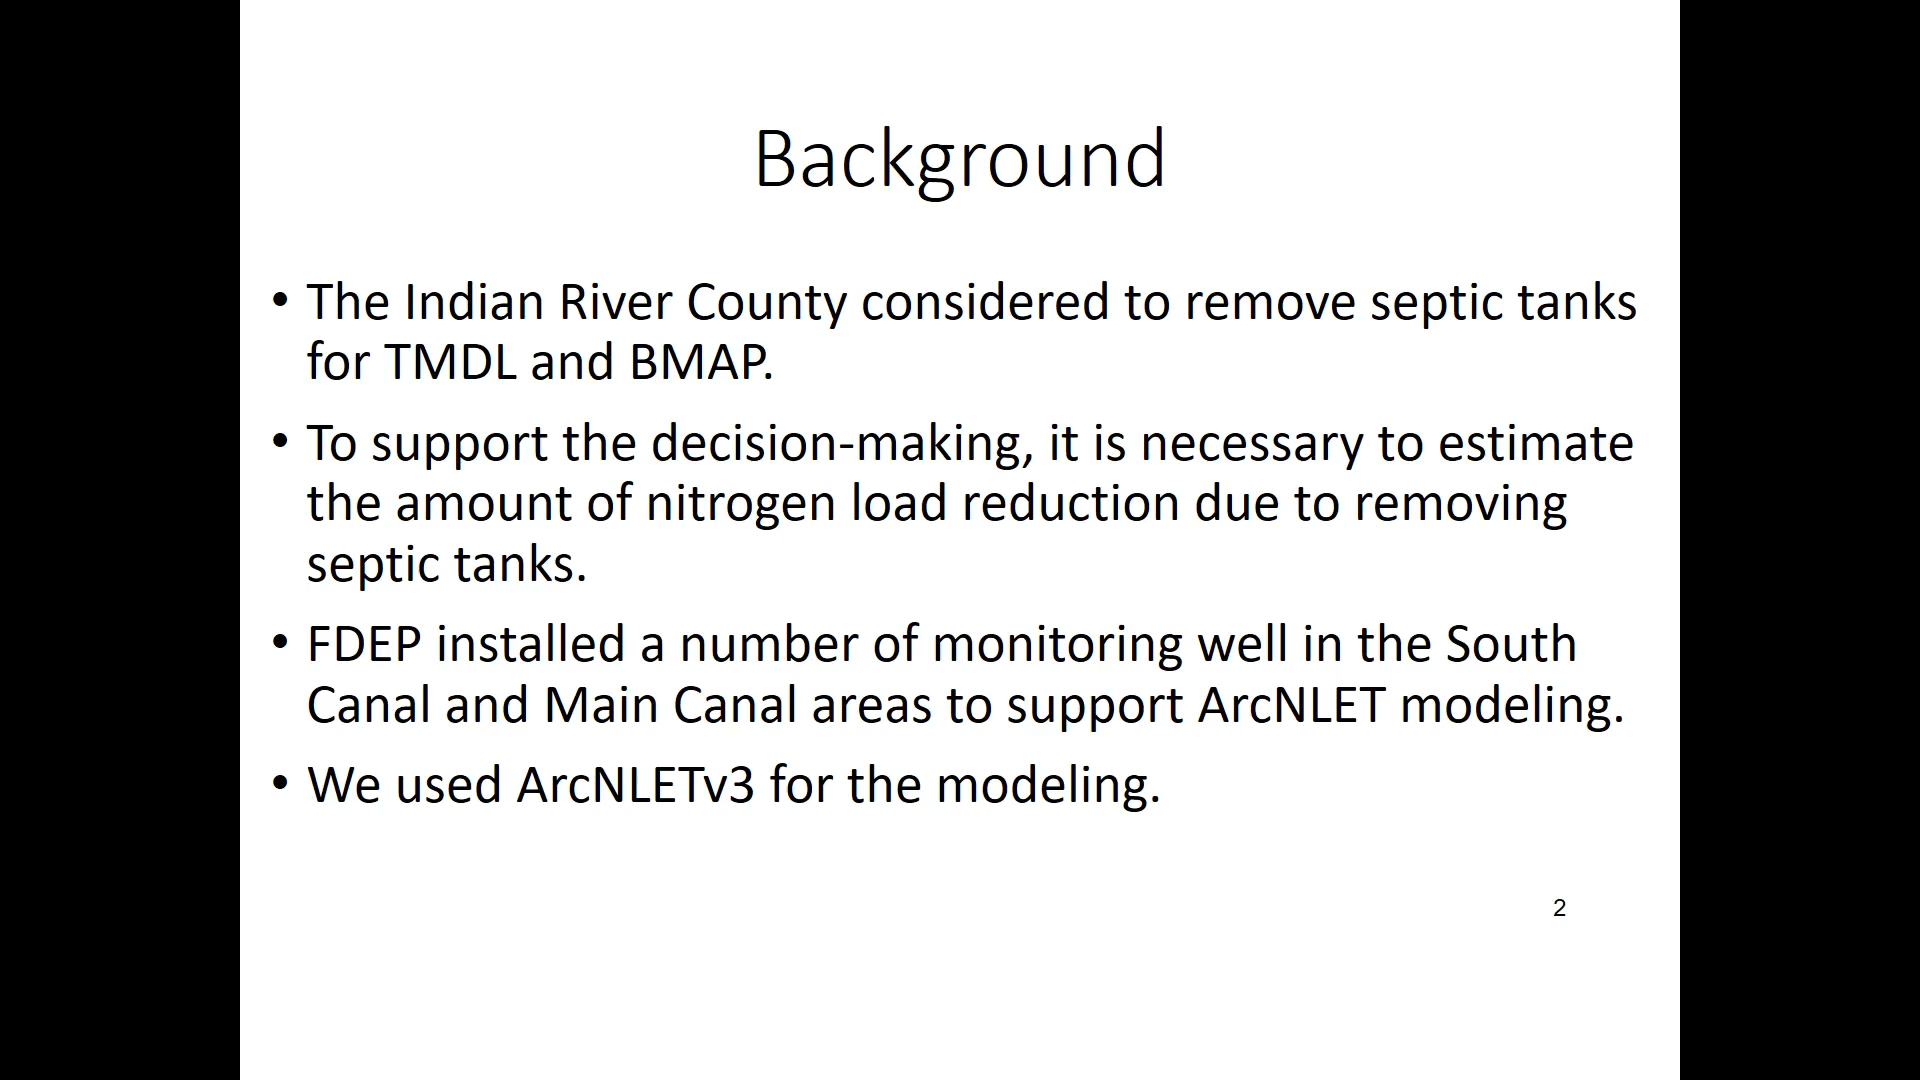 Background
• The Indian River County considered to remove septic tanks
for TMDL and BMAP.
• To support the decision-making, it is necessary to estimate
the amount of nitrogen load reduction due to removing
septic tanks.
• FDEP installed a number of monitoring well in the South
Canal and Main Canal areas to support ArcNLET modeling.
• We used ArcNLETv3 for the modeling.
2